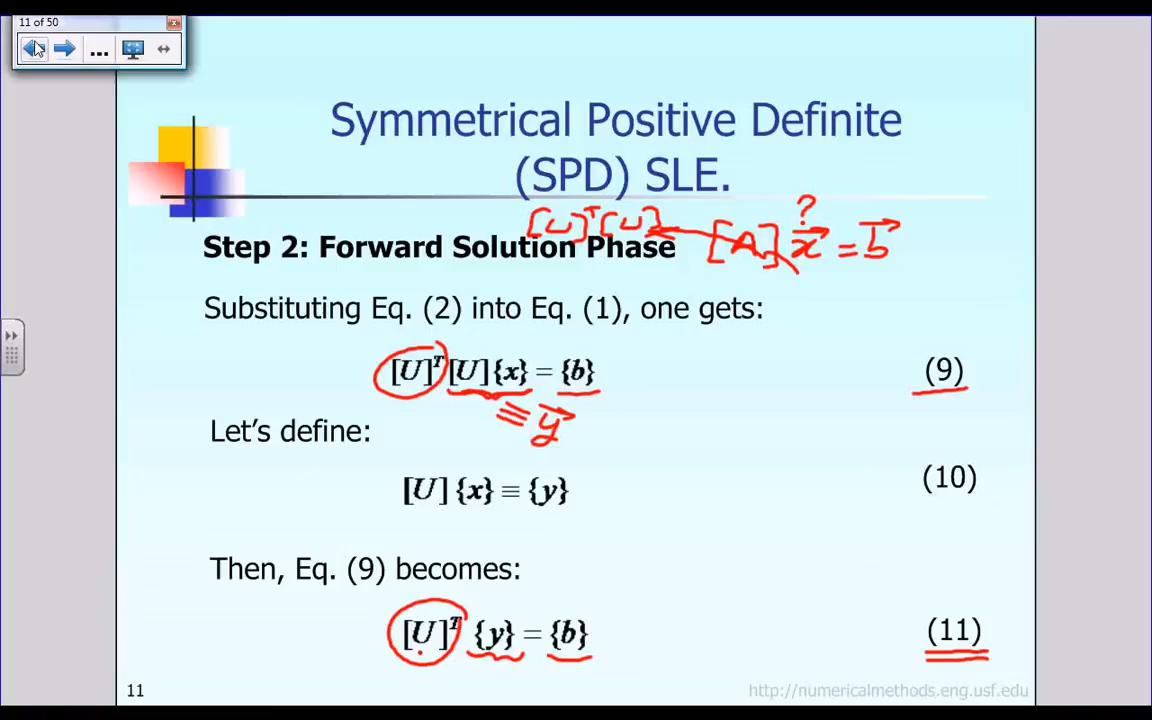 11 of 50
...
Symmetrical Positive Definite
(SPD) SLE.
?
[U]ᵀ[U] [A] x⃗ = b⃗
Step 2: Forward Solution Phase
Substituting Eq. (2) into Eq. (1), one gets:
[U]ᵀ[U]{x} = {b} (9)
≡ y⃗
Let's define:
[U]{x} ≡ {y} (10)
Then, Eq. (9) becomes:
[U]ᵀ {y} = {b} (11)
11
http://numericalmethods.eng.usf.edu